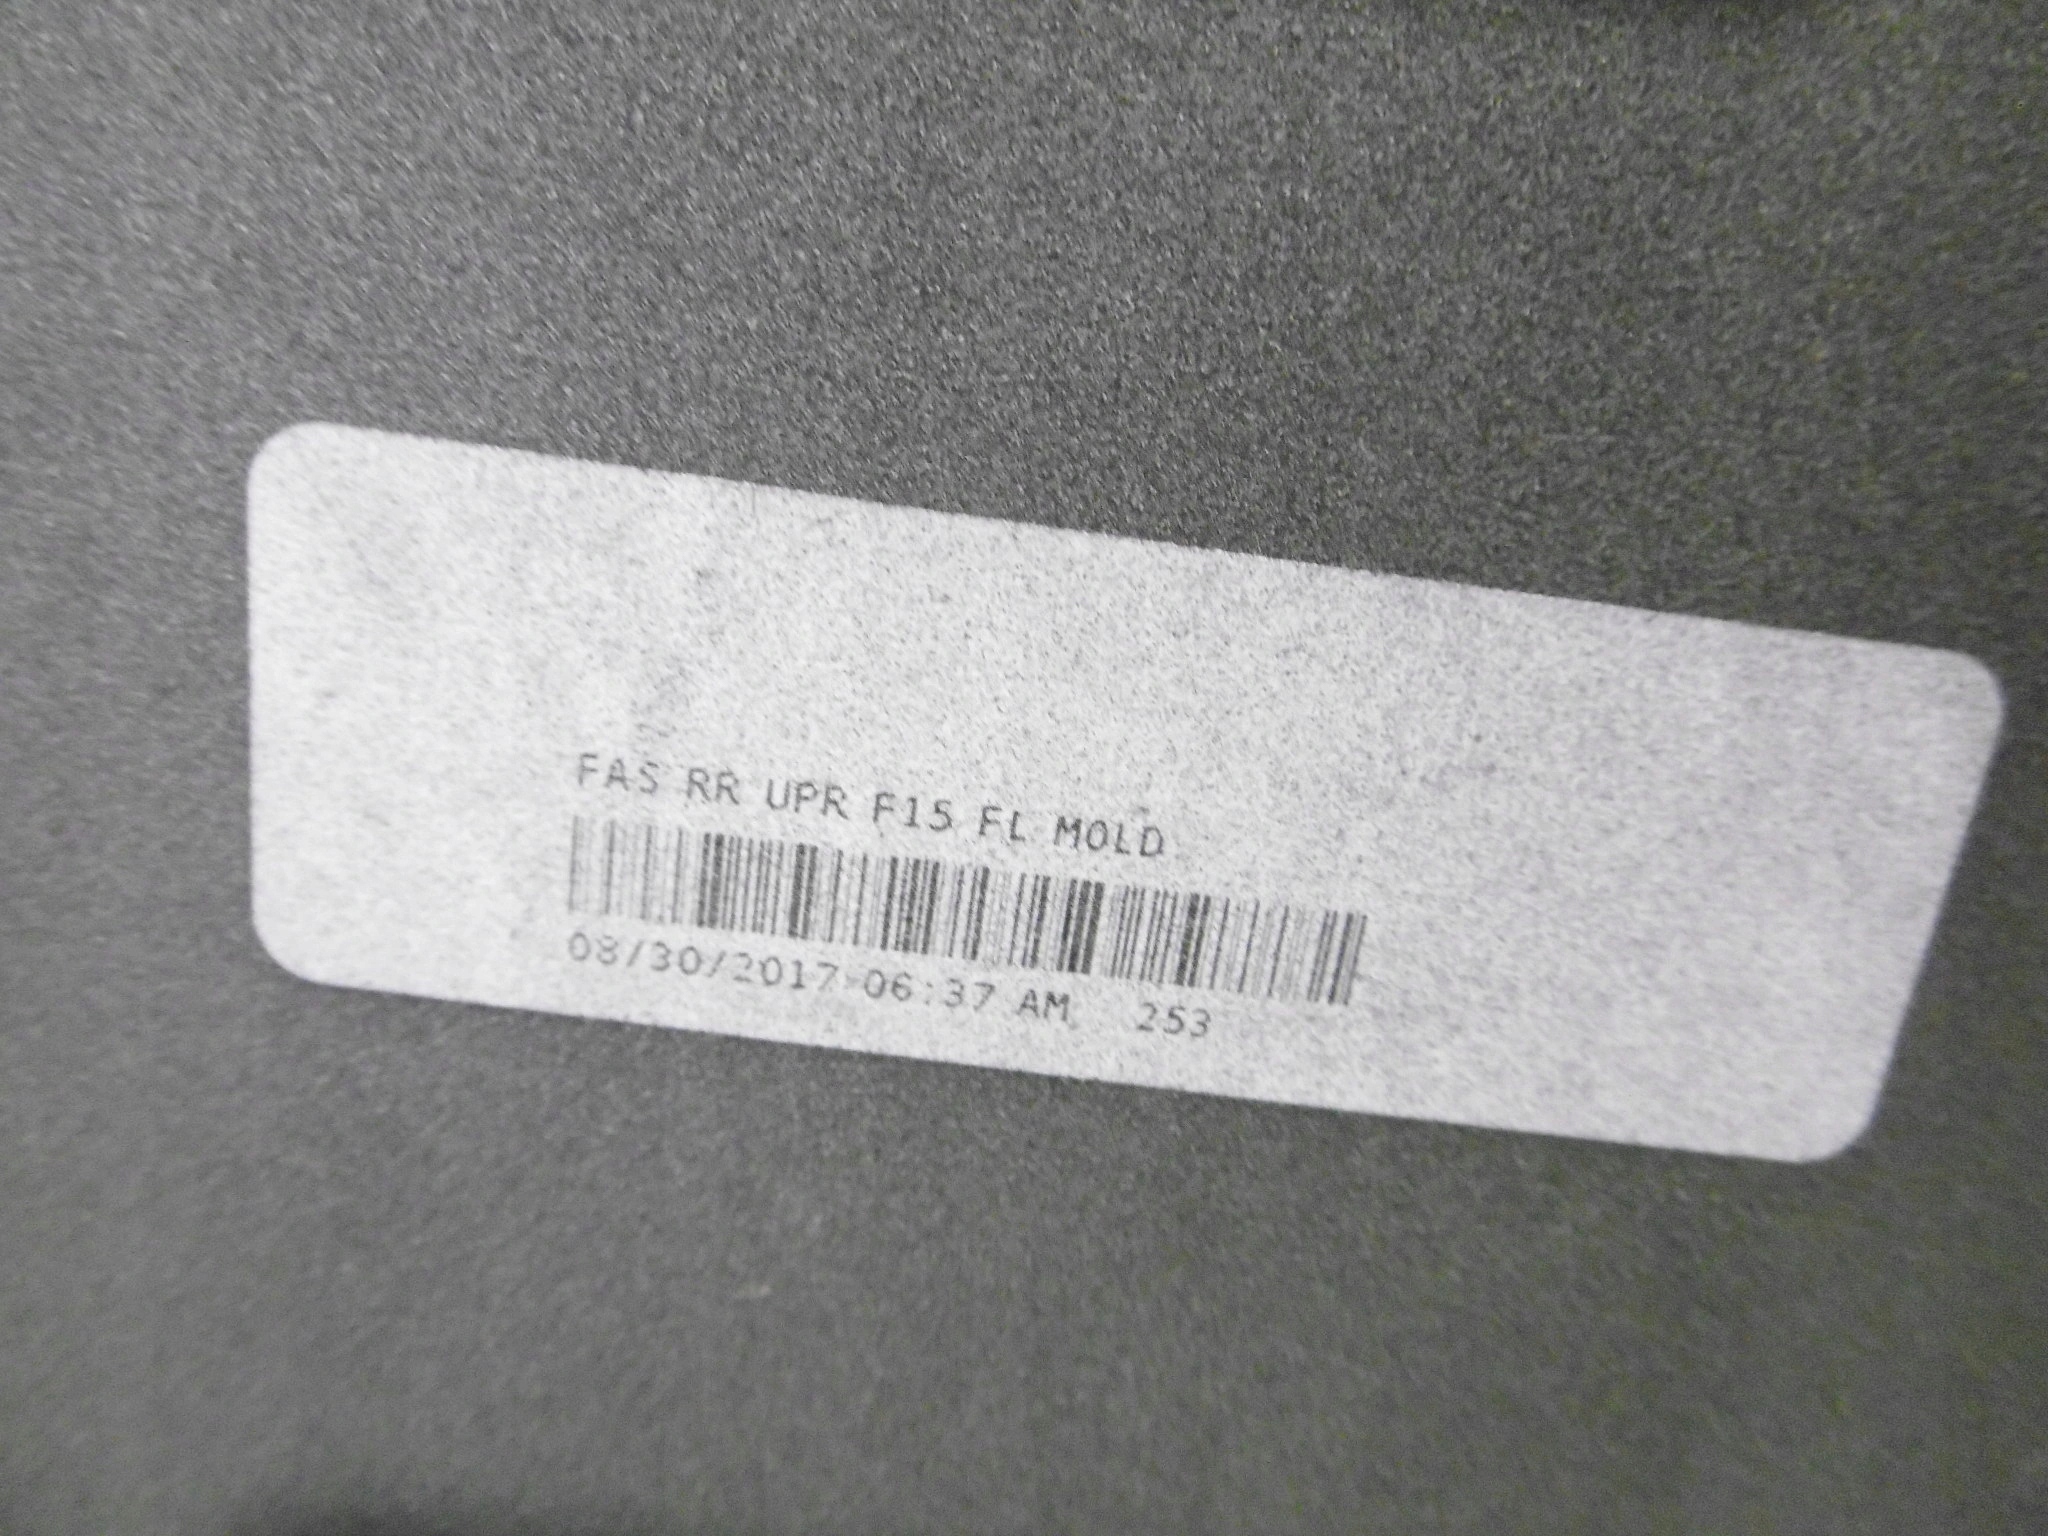 FAS RR UPR F15 FL MOLD
08/30/2017 06:37 AM 253